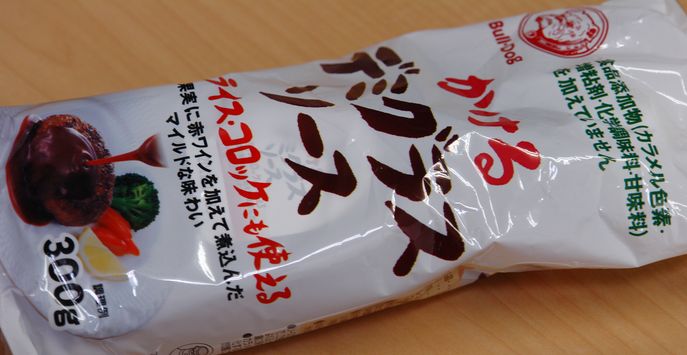 Bull-Dog
食品添加物(カラメル色素・
増粘剤・化学調味料・甘味料)
を加えてません
かける
デミグラス
ソース
ライス・コロッケにも使える
果実に赤ワインを加えて煮込んだ
マイルドな味わい
300g
調理例